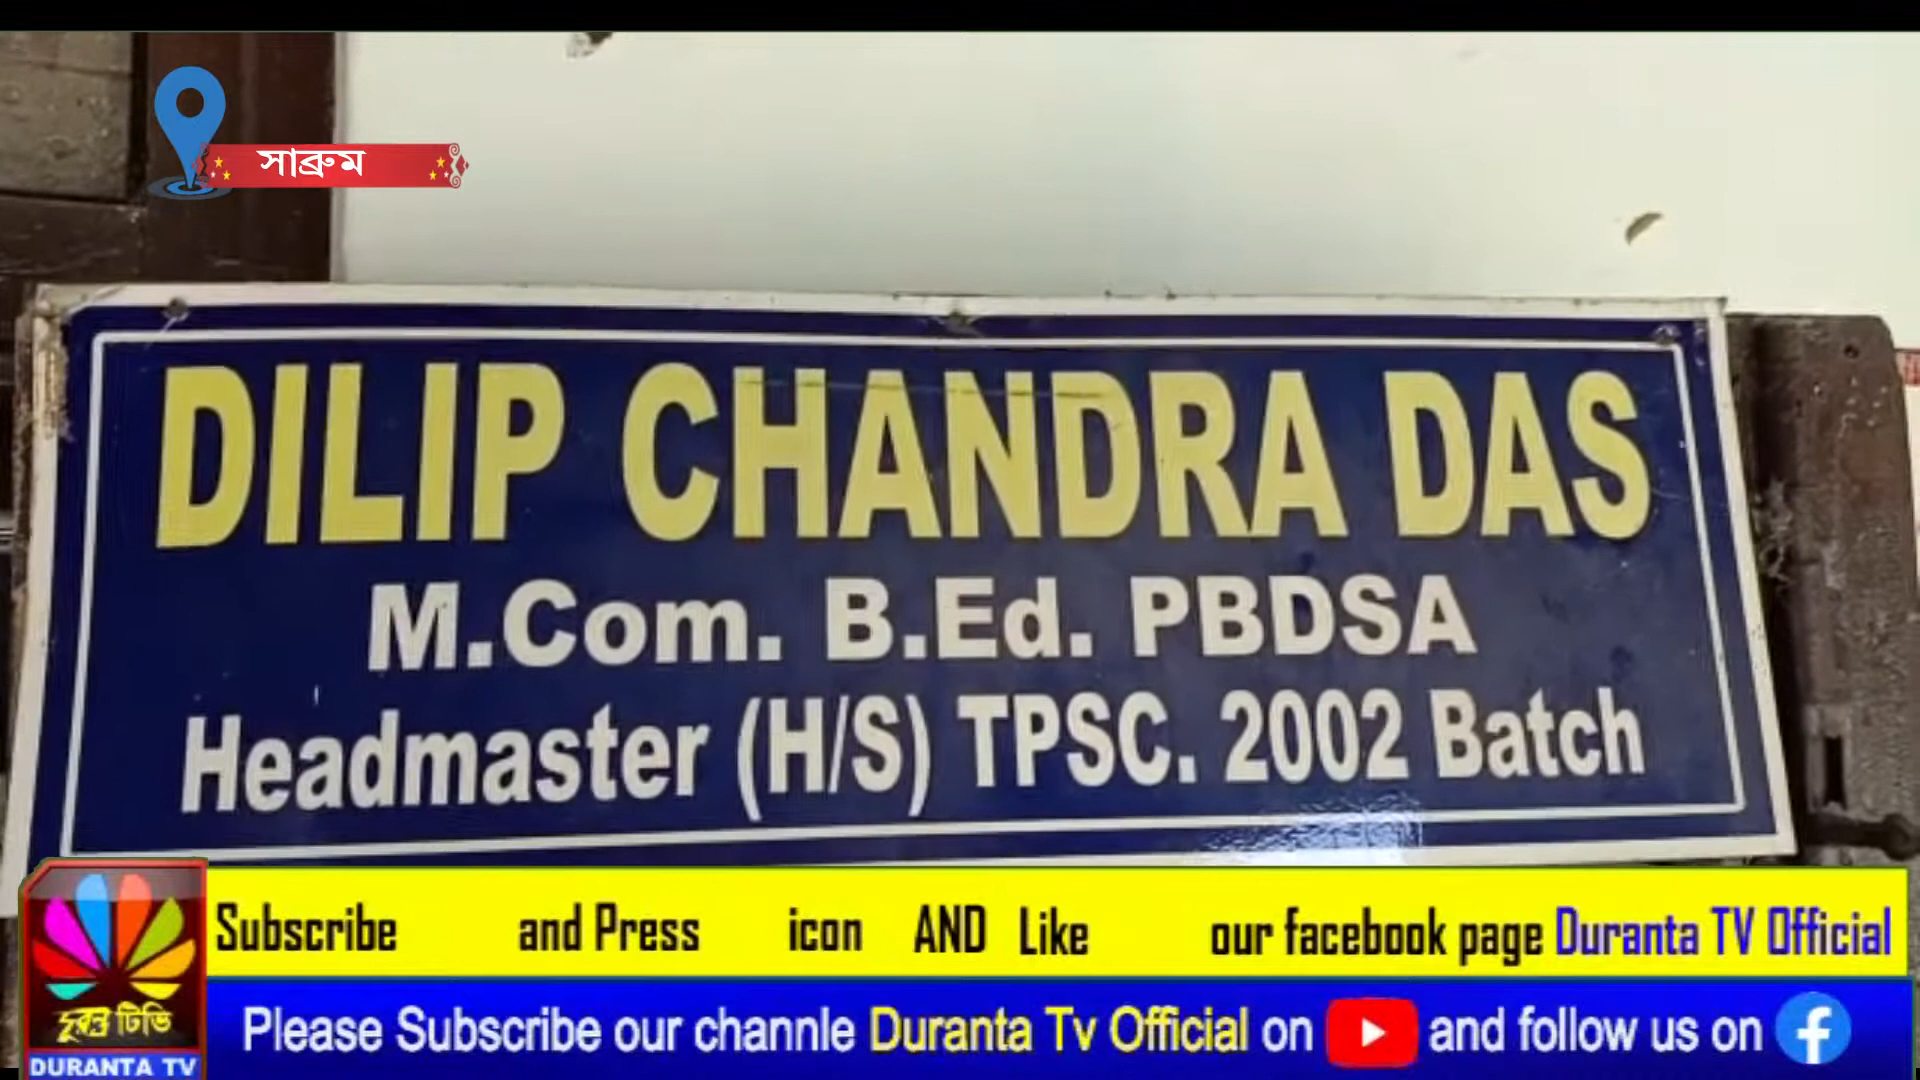 সাব্রুম
DILIP CHANDRA DAS
M.Com. B.Ed. PBDSA
Headmaster (H/S) TPSC. 2002 Batch
Subscribe and Press icon AND Like our facebook page Duranta TV Official
দুরন্ত টিভি
DURANTA TV
Please Subscribe our channle Duranta Tv Official on and follow us on